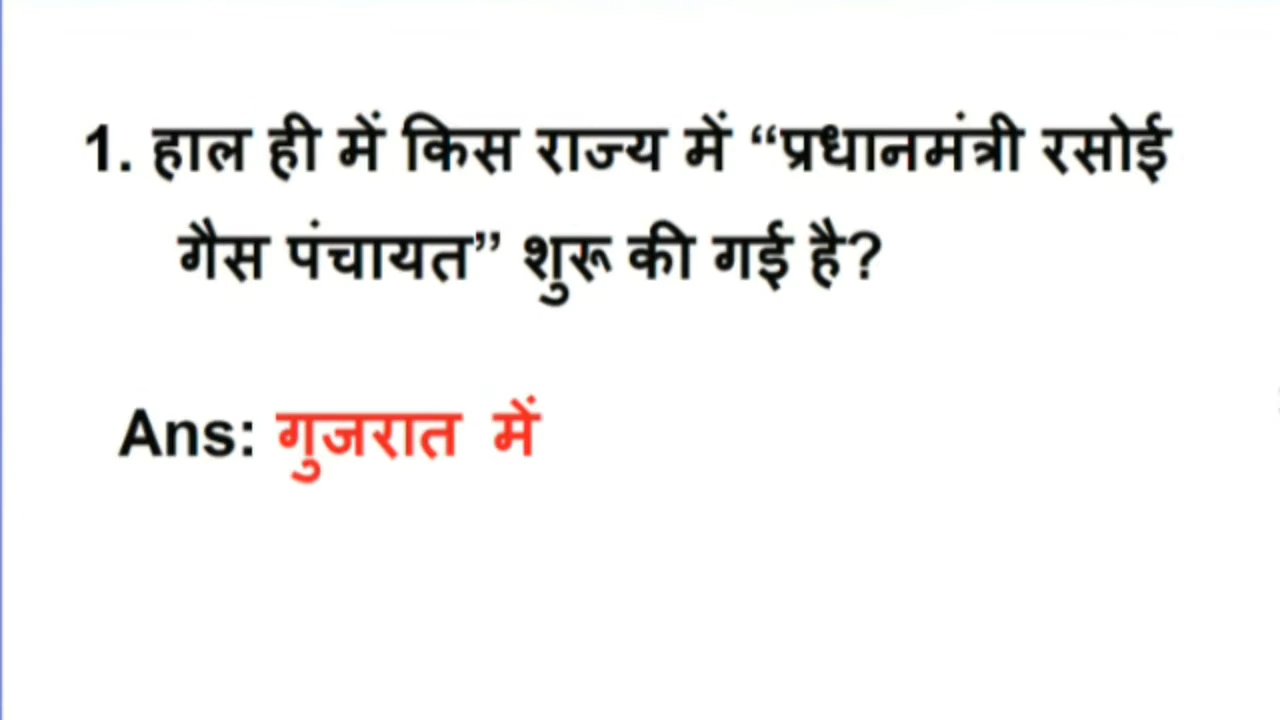 1. हाल ही में किस राज्य में “प्रधानमंत्री रसोई
गैस पंचायत” शुरू की गई है?
Ans: गुजरात में